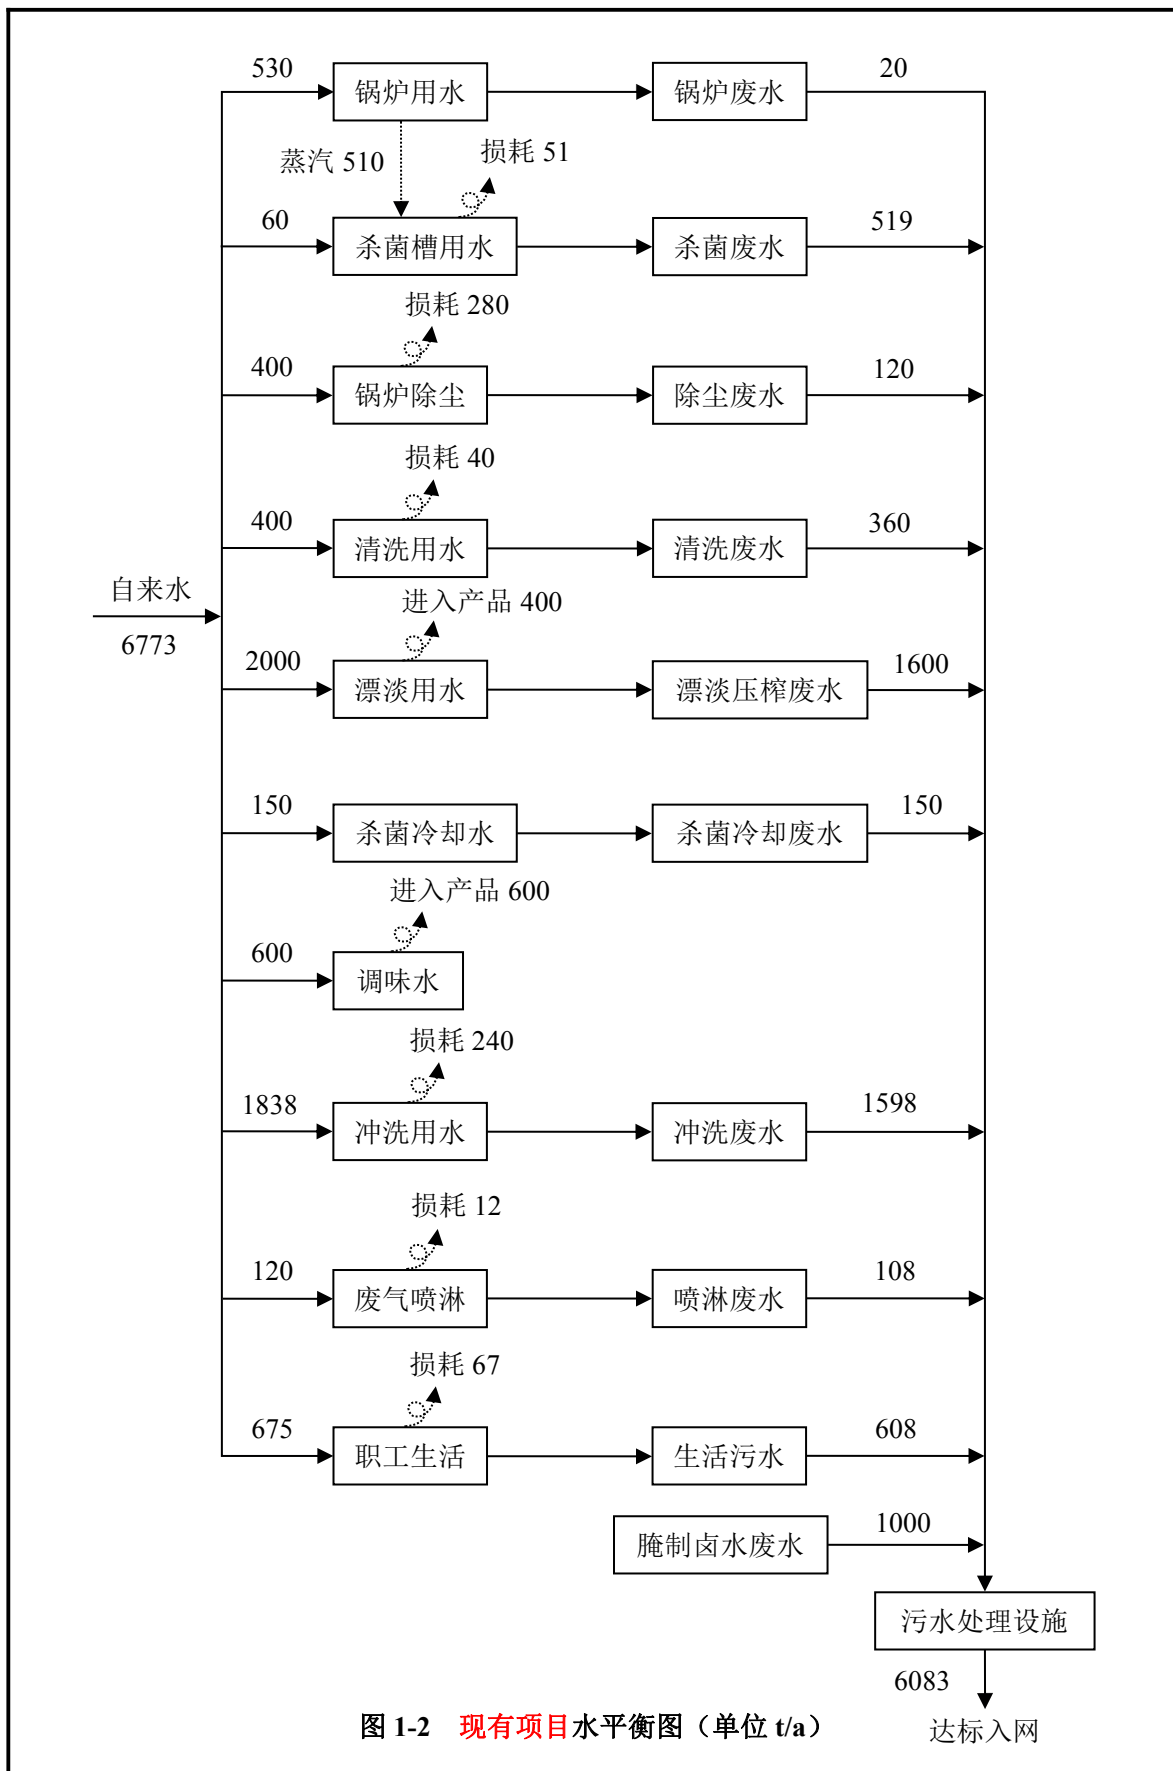 530
锅炉用水
锅炉废水
20
蒸汽 510
损耗 51
60
杀菌槽用水
杀菌废水
519
损耗 280
400
锅炉除尘
除尘废水
120
损耗 40
400
清洗用水
清洗废水
360
自来水
6773
进入产品 400
2000
漂淡用水
漂淡压榨废水
1600
150
杀菌冷却水
杀菌冷却废水
150
进入产品 600
600
调味水
损耗 240
1838
冲洗用水
冲洗废水
1598
损耗 12
120
废气喷淋
喷淋废水
108
损耗 67
675
职工生活
生活污水
608
腌制卤水废水
1000
污水处理设施
6083
达标入网
图 1-2 现有项目水平衡图（单位 t/a）